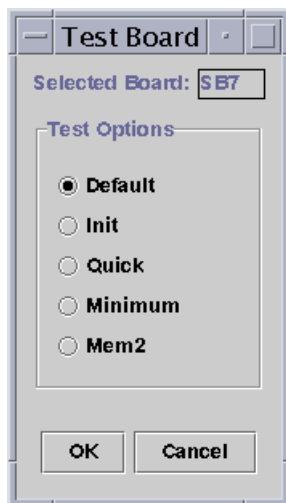 Test Board
Selected Board: SB7
Test Options
Default
Init
Quick
Minimum
Mem2
OK Cancel